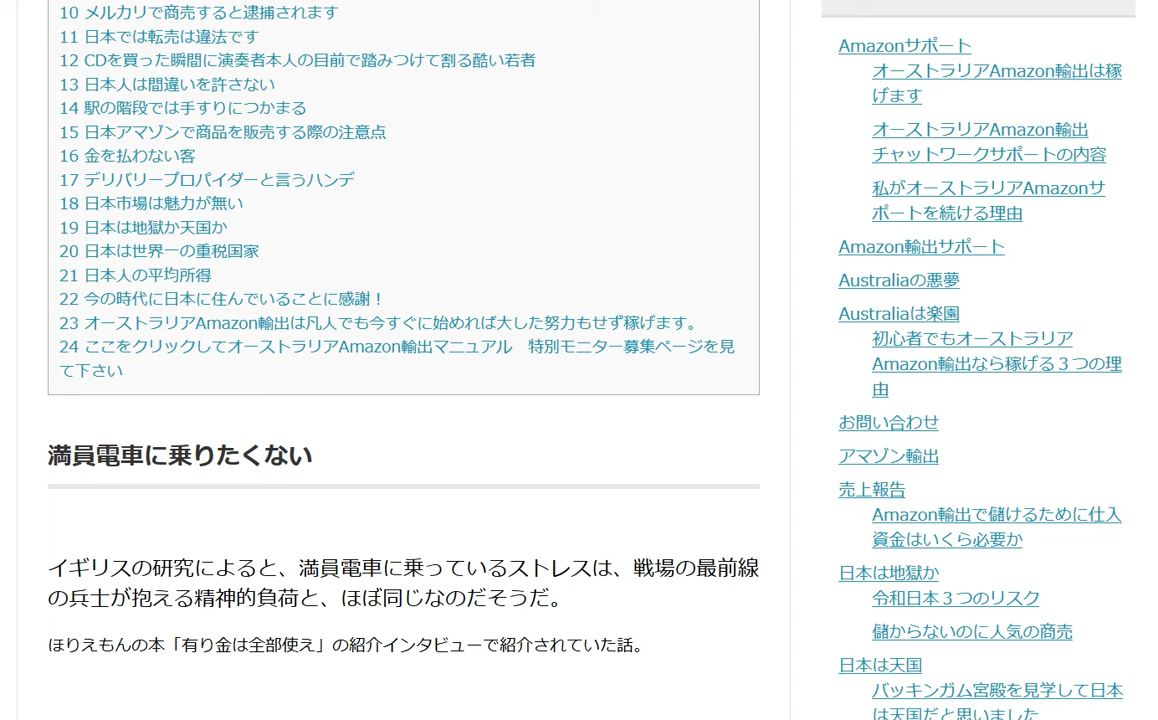 10 メルカリで商売すると逮捕されます
11 日本では転売は違法です
12 CDを買った瞬間に演奏者本人の目前で踏みつけて割る酷い若者
13 日本人は間違いを許さない
14 駅の階段では手すりにつかまる
15 日本アマゾンで商品を販売する際の注意点
16 金を払わない客
17 デリバリープロパイダーと言うハンデ
18 日本市場は魅力が無い
19 日本は地獄か天国か
20 日本は世界一の重税国家
21 日本人の平均所得
22 今の時代に日本に住んでいることに感謝！
23 オーストラリアAmazon輸出は凡人でも今すぐに始めれば大した努力もせず稼げます。
24 ここをクリックしてオーストラリアAmazon輸出マニュアル　特別モニター募集ページを見
て下さい
満員電車に乗りたくない
イギリスの研究によると、満員電車に乗っているストレスは、戦場の最前線
の兵士が抱える精神的負荷と、ほぼ同じなのだそうだ。
ほりえもんの本「有り金は全部使え」の紹介インタビューで紹介されていた話。
Amazonサポート
オーストラリアAmazon輸出は稼
げます
オーストラリアAmazon輸出
チャットワークサポートの内容
私がオーストラリアAmazonサ
ポートを続ける理由
Amazon輸出サポート
Australiaの悪夢
Australiaは楽園
初心者でもオーストラリア
Amazon輸出なら稼げる３つの理
由
お問い合わせ
アマゾン輸出
売上報告
Amazon輸出で儲けるために仕入
資金はいくら必要か
日本は地獄か
令和日本３つのリスク
儲からないのに人気の商売
日本は天国
バッキンガム宮殿を見学して日本
は天国だと思いました